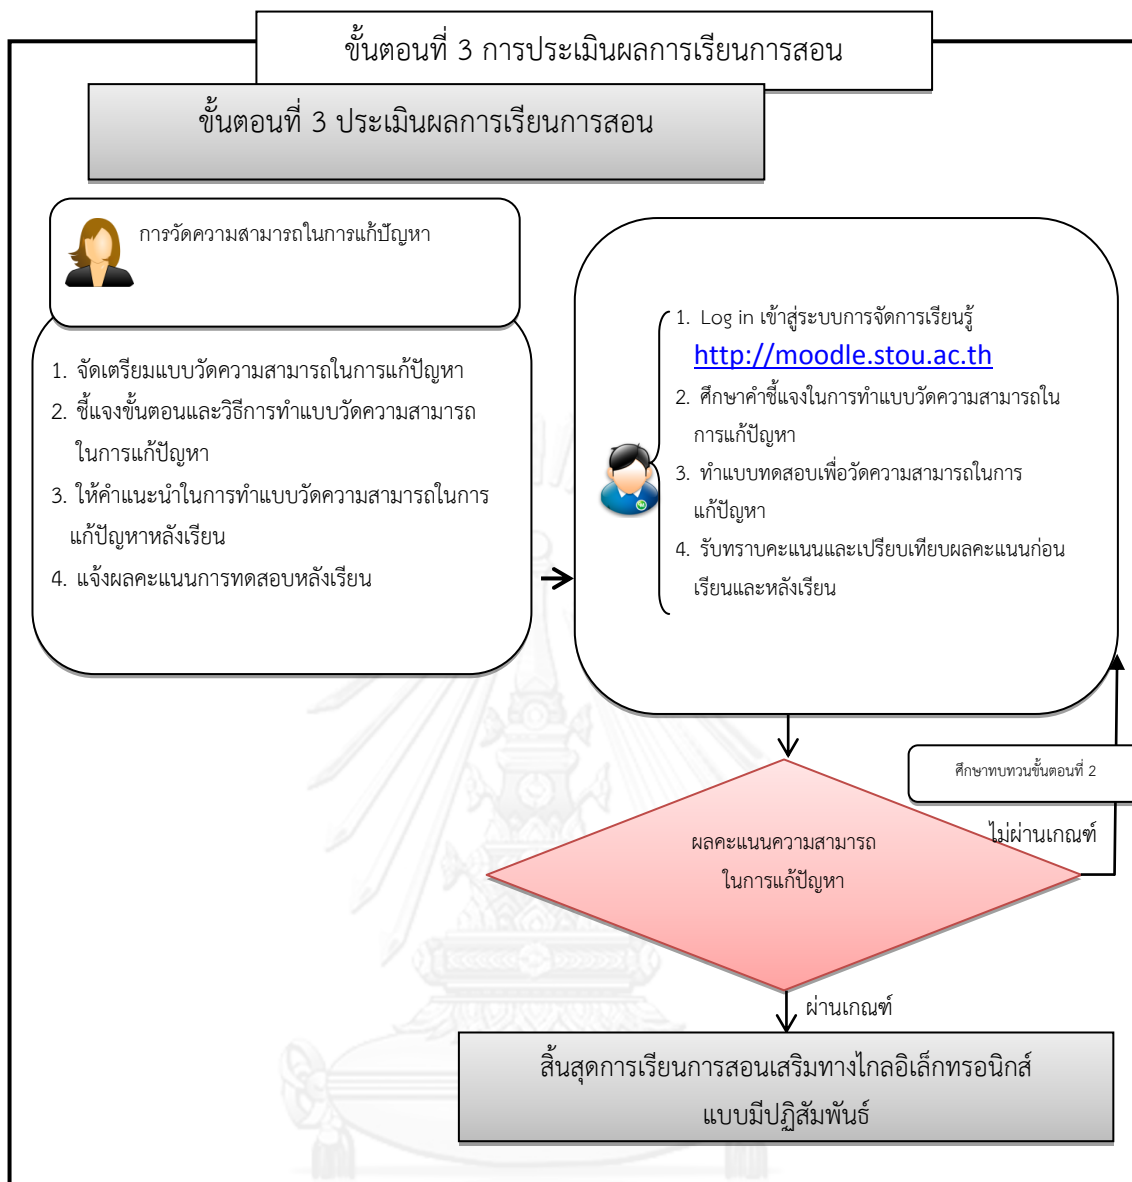 ขั้นตอนที่ 3 การประเมินผลการเรียนการสอน
ขั้นตอนที่ 3 ประเมินผลการเรียนการสอน
การวัดความสามารถในการแก้ปัญหา
1. จัดเตรียมแบบวัดความสามารถในการแก้ปัญหา
2. ชี้แจงขั้นตอนและวิธีการทำแบบวัดความสามารถ
ในการแก้ปัญหา
3. ให้คำแนะนำในการทำแบบวัดความสามารถในการ
แก้ปัญหาหลังเรียน
4. แจ้งผลคะแนนการทดสอบหลังเรียน
1. Log in เข้าสู่ระบบการจัดการเรียนรู้
http://moodle.stou.ac.th
2. ศึกษาคำชี้แจงในการทำแบบวัดความสามารถใน
การแก้ปัญหา
3. ทำแบบทดสอบเพื่อวัดความสามารถในการ
แก้ปัญหา
4. รับทราบคะแนนและเปรียบเทียบผลคะแนนก่อน
เรียนและหลังเรียน
ศึกษาทบทวนขั้นตอนที่ 2
ไม่ผ่านเกณฑ์
ผลคะแนนความสามารถ
ในการแก้ปัญหา
ผ่านเกณฑ์
สิ้นสุดการเรียนการสอนเสริมทางไกลอิเล็กทรอนิกส์
แบบมีปฏิสัมพันธ์